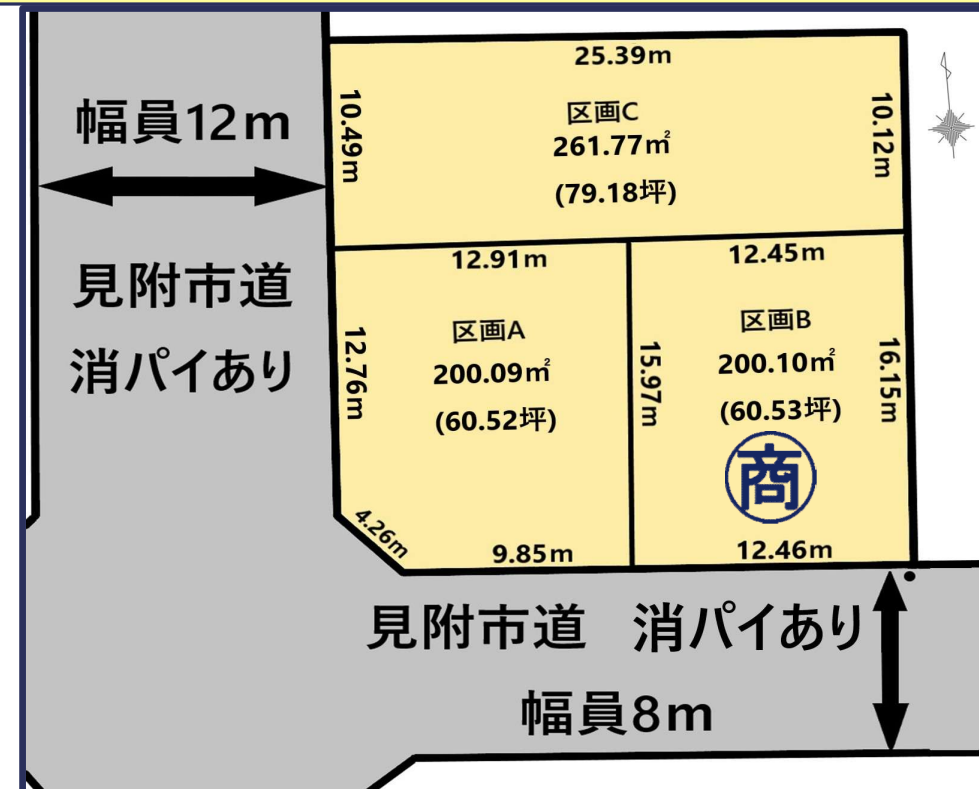 幅員12m
見附市道
消パイあり
25.39m
10.49m
区画C
261.77㎡
(79.18坪)
10.12m
12.91m
12.76m
区画A
200.09㎡
(60.52坪)
4.26m
9.85m
15.97m
12.45m
区画B
200.10㎡
(60.53坪)
商
16.15m
12.46m
見附市道 消パイあり
幅員8m